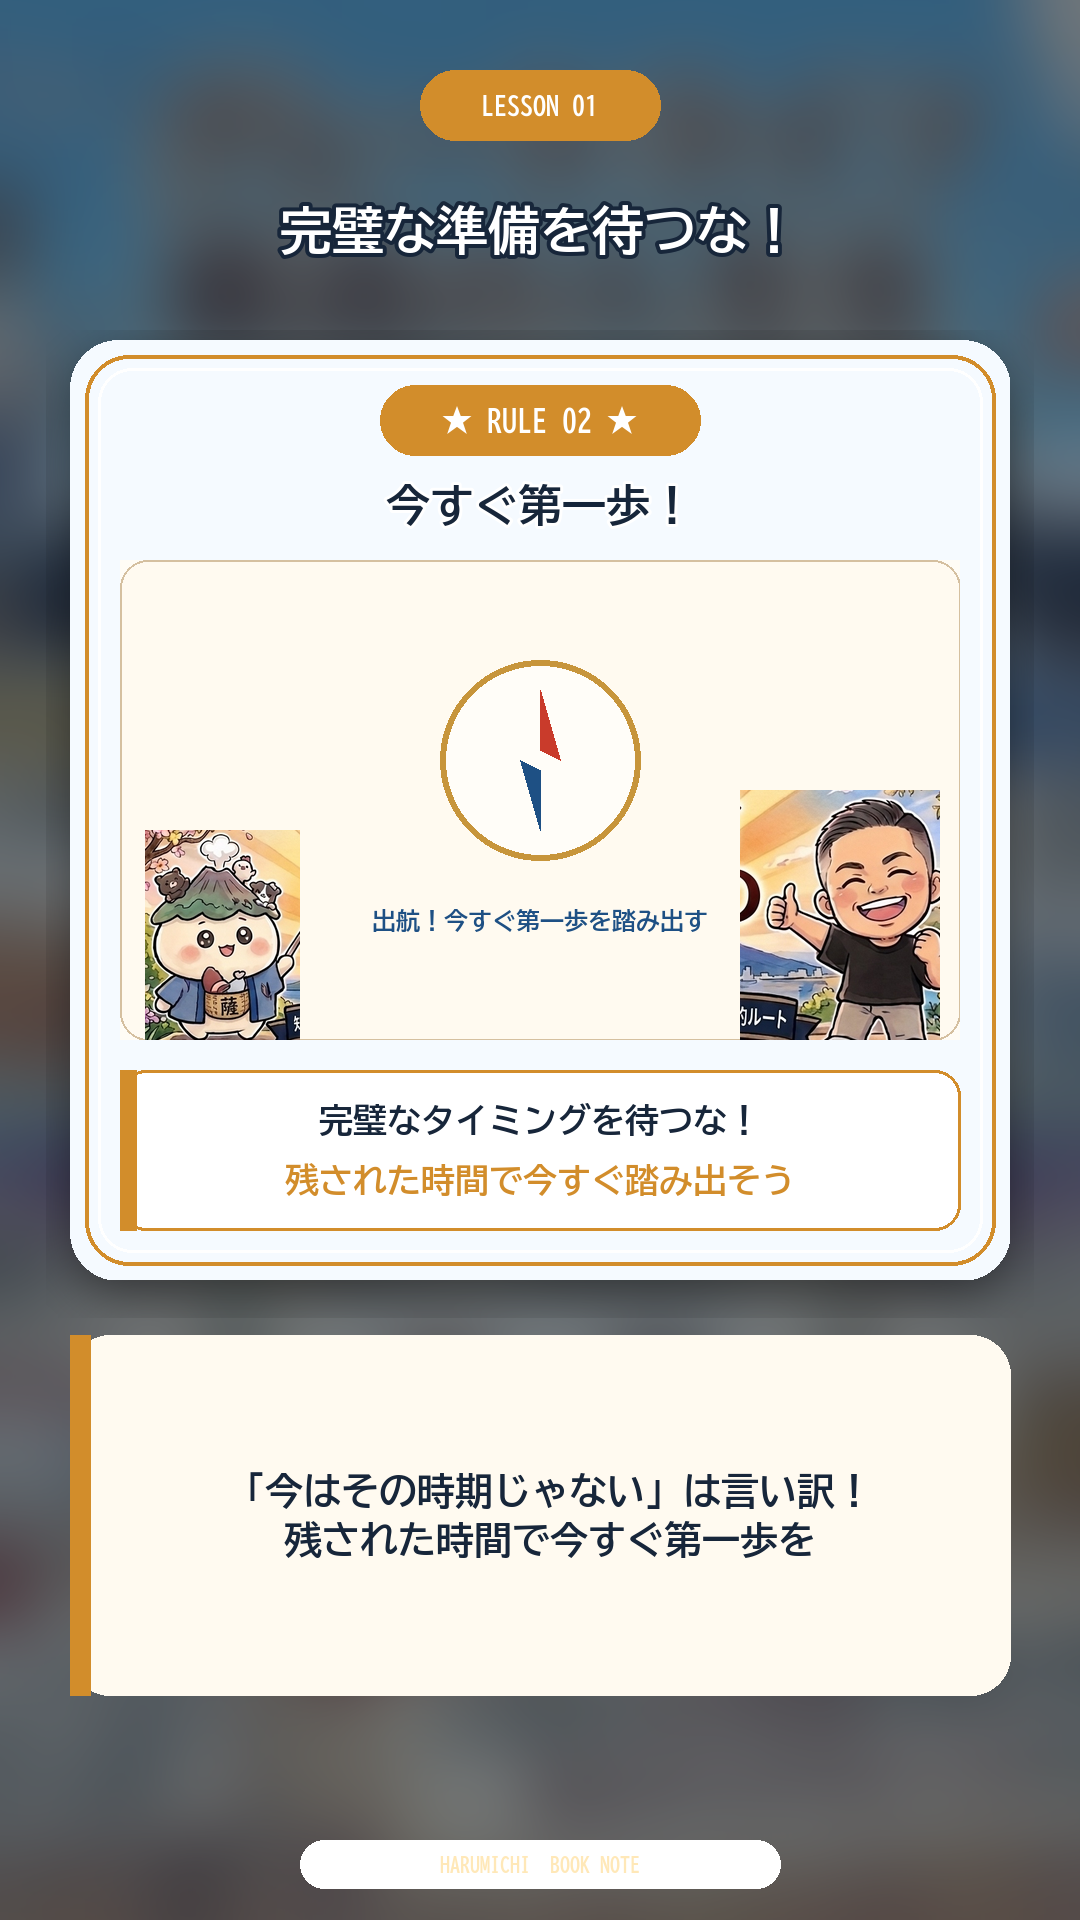 LESSON 01
完璧な準備を待つな！
★ RULE 02 ★
今すぐ第一歩！
出航！今すぐ第一歩を踏み出す
薩
的ルート
完璧なタイミングを待つな！
残された時間で今すぐ踏み出そう
「今はその時期じゃない」は言い訳！
残された時間で今すぐ第一歩を
HARUMICHI BOOK NOTE